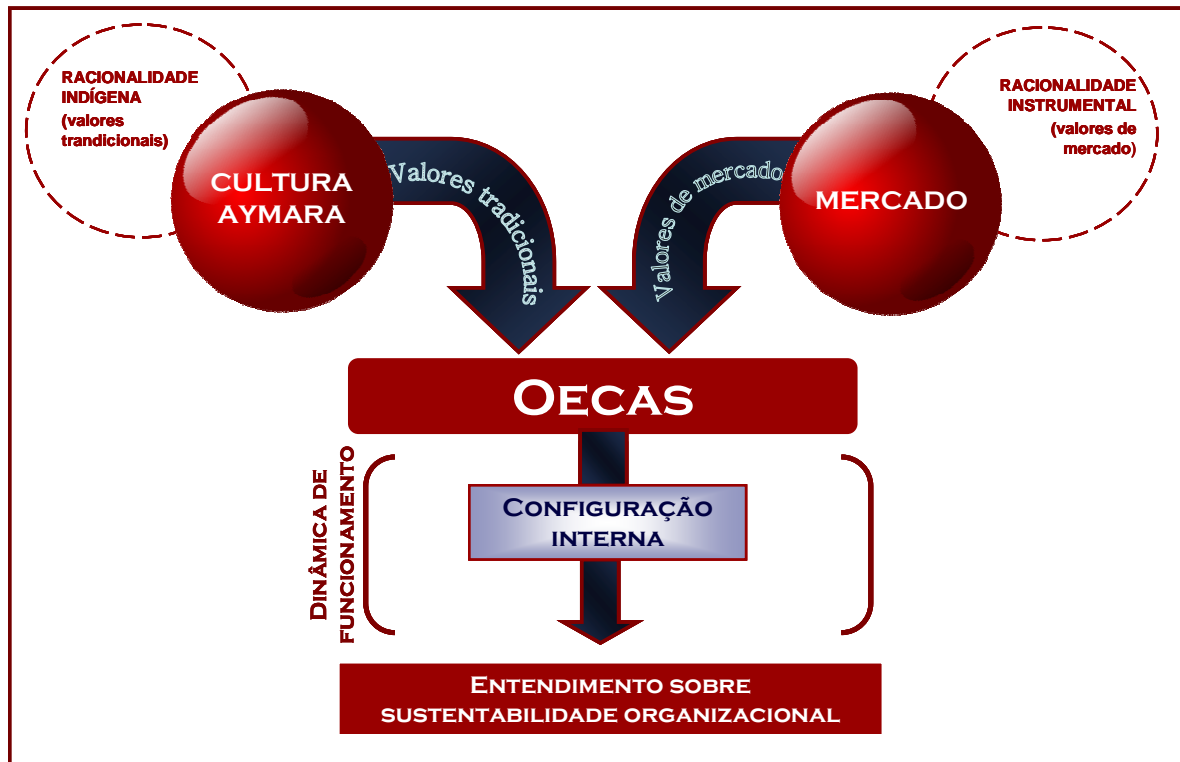 RACIONALIDADE
INDÍGENA
(valores
trandicionais)
CULTURA
AYMARA
Valores tradicionais
Valores de mercado
MERCADO
RACIONALIDADE
INSTRUMENTAL
(valores de
mercado)
OECAS
DINÂMICA DE
FUNCIONAMENTO
CONFIGURAÇÃO
INTERNA
ENTENDIMENTO SOBRE
SUSTENTABILIDADE ORGANIZACIONAL